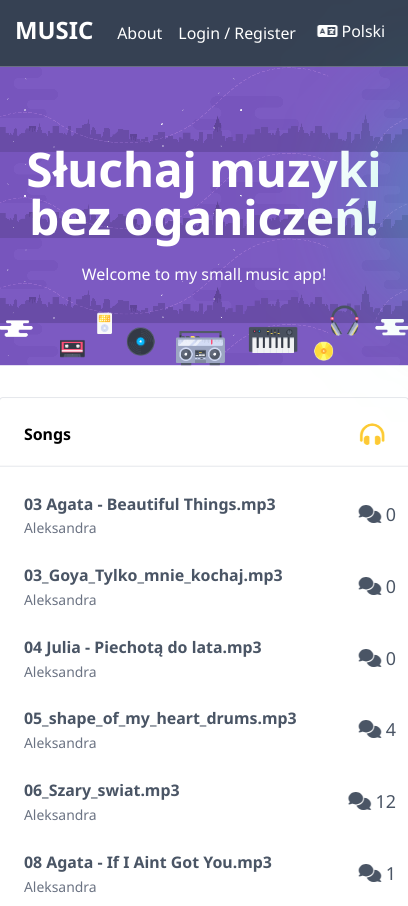 MUSIC About Login / Register Polski
Słuchaj muzyki
bez oganiczeń!
Welcome to my small music app!
Songs
03 Agata - Beautiful Things.mp3
Aleksandra
0
03_Goya_Tylko_mnie_kochaj.mp3
Aleksandra
0
04 Julia - Piechotą do lata.mp3
Aleksandra
0
05_shape_of_my_heart_drums.mp3
Aleksandra
4
06_Szary_swiat.mp3
Aleksandra
12
08 Agata - If I Aint Got You.mp3
Aleksandra
1